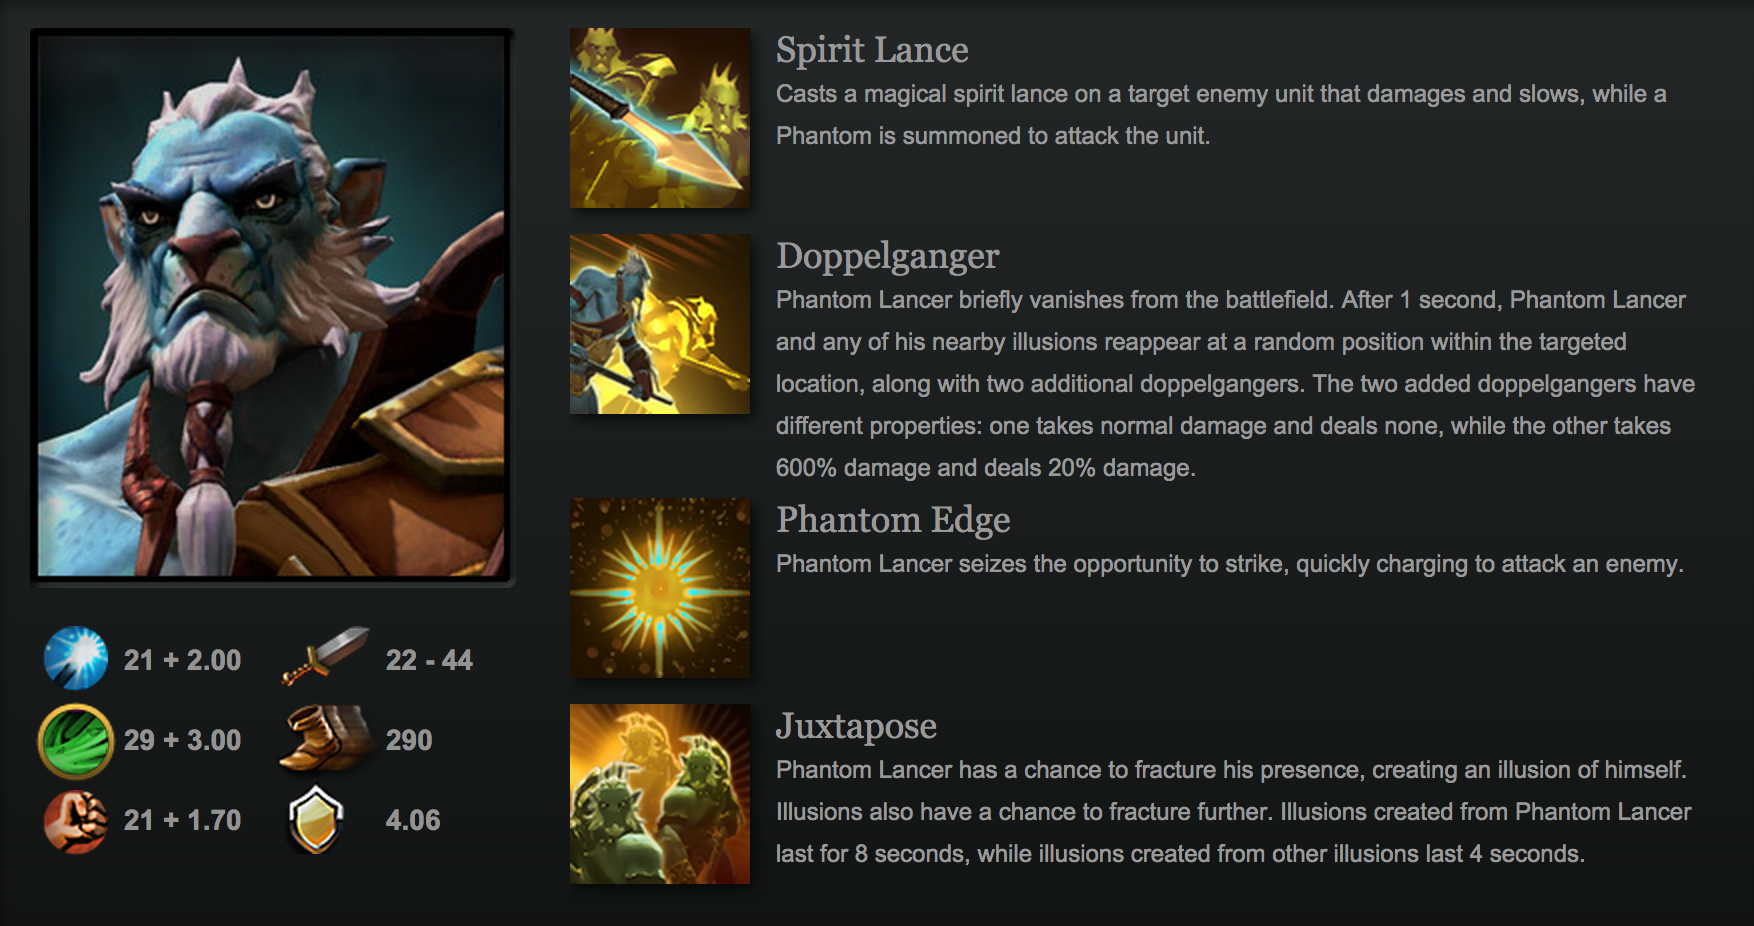 Spirit Lance
Casts a magical spirit lance on a target enemy unit that damages and slows, while a
Phantom is summoned to attack the unit.
Doppelganger
Phantom Lancer briefly vanishes from the battlefield. After 1 second, Phantom Lancer
and any of his nearby illusions reappear at a random position within the targeted
location, along with two additional doppelgangers. The two added doppelgangers have
different properties: one takes normal damage and deals none, while the other takes
600% damage and deals 20% damage.
Phantom Edge
Phantom Lancer seizes the opportunity to strike, quickly charging to attack an enemy.
Juxtapose
Phantom Lancer has a chance to fracture his presence, creating an illusion of himself.
Illusions also have a chance to fracture further. Illusions created from Phantom Lancer
last for 8 seconds, while illusions created from other illusions last 4 seconds.
21 + 2.00 22 - 44
29 + 3.00 290
21 + 1.70 4.06